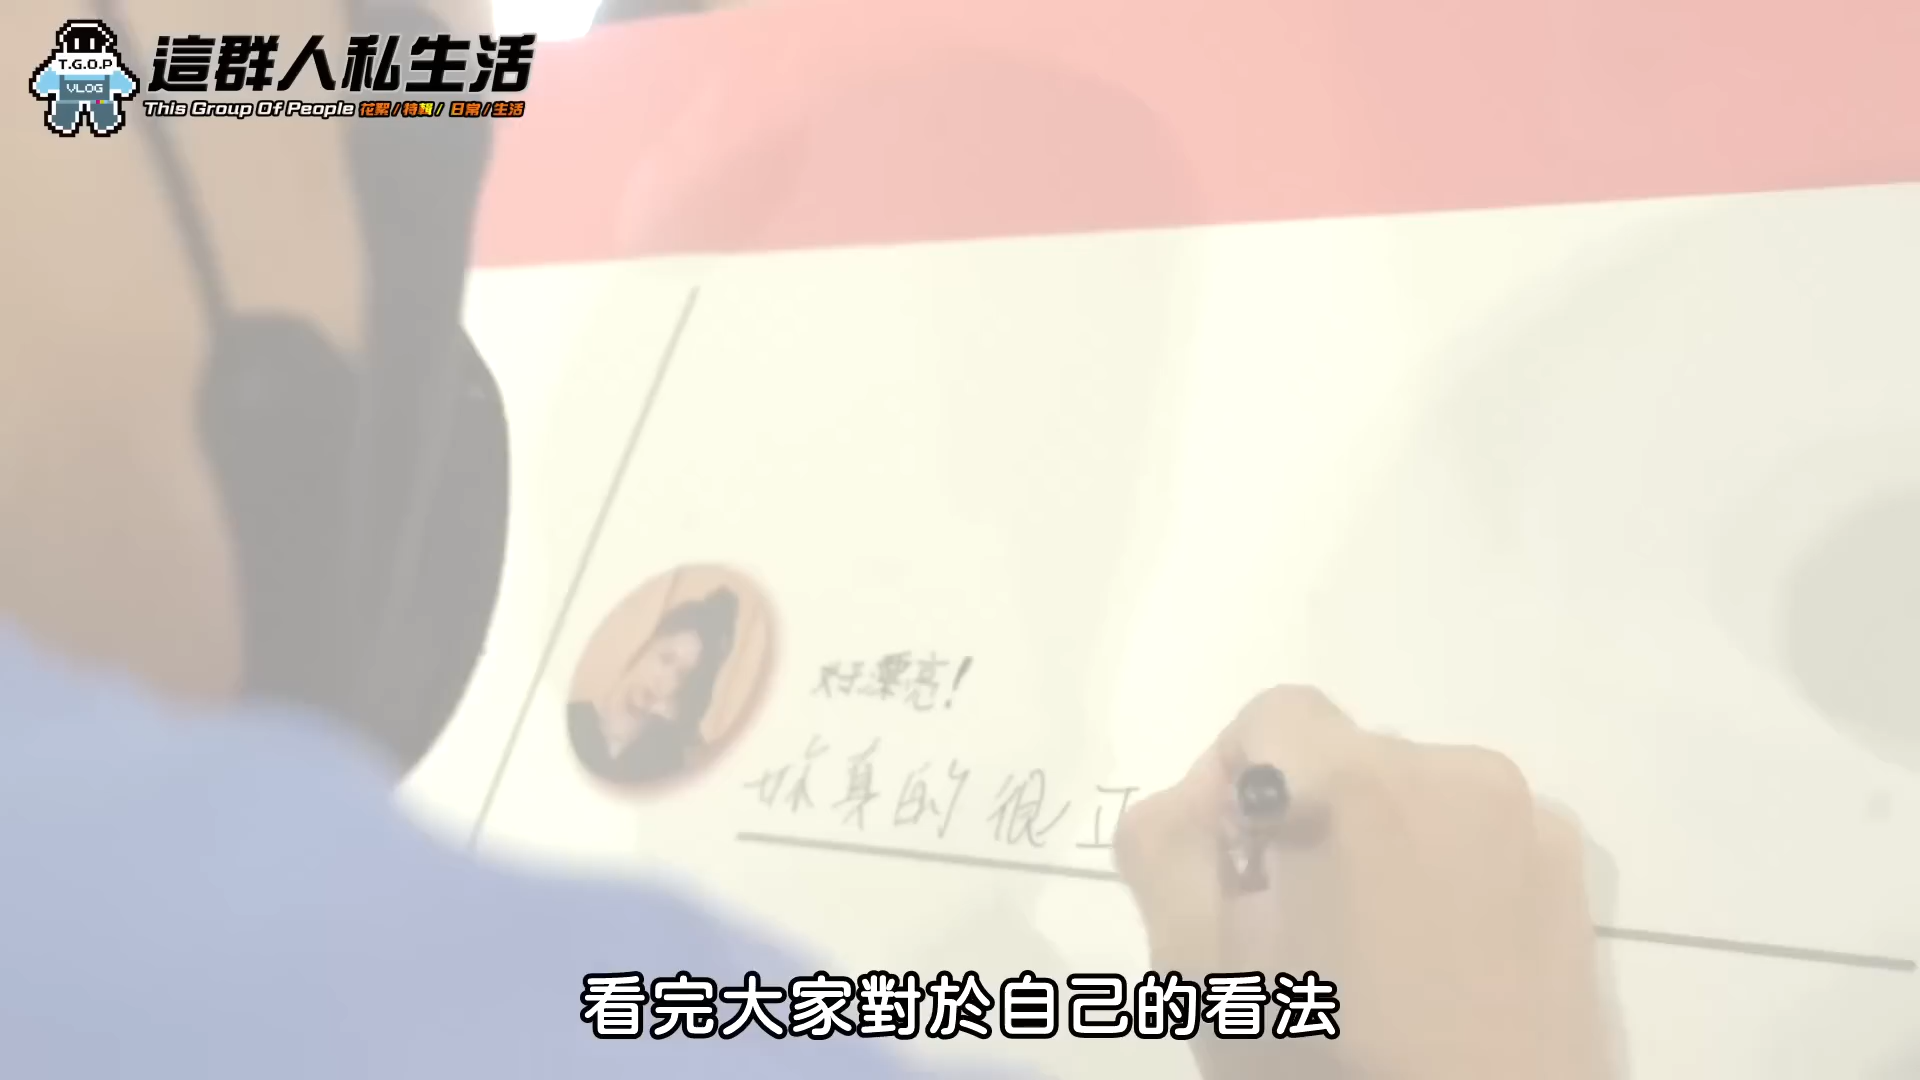 T.G.O.P
VLOG
這群人私生活
This Group Of People 花絮/特輯/日常/生活
好漂亮!
妳真的很正
看完大家對於自己的看法